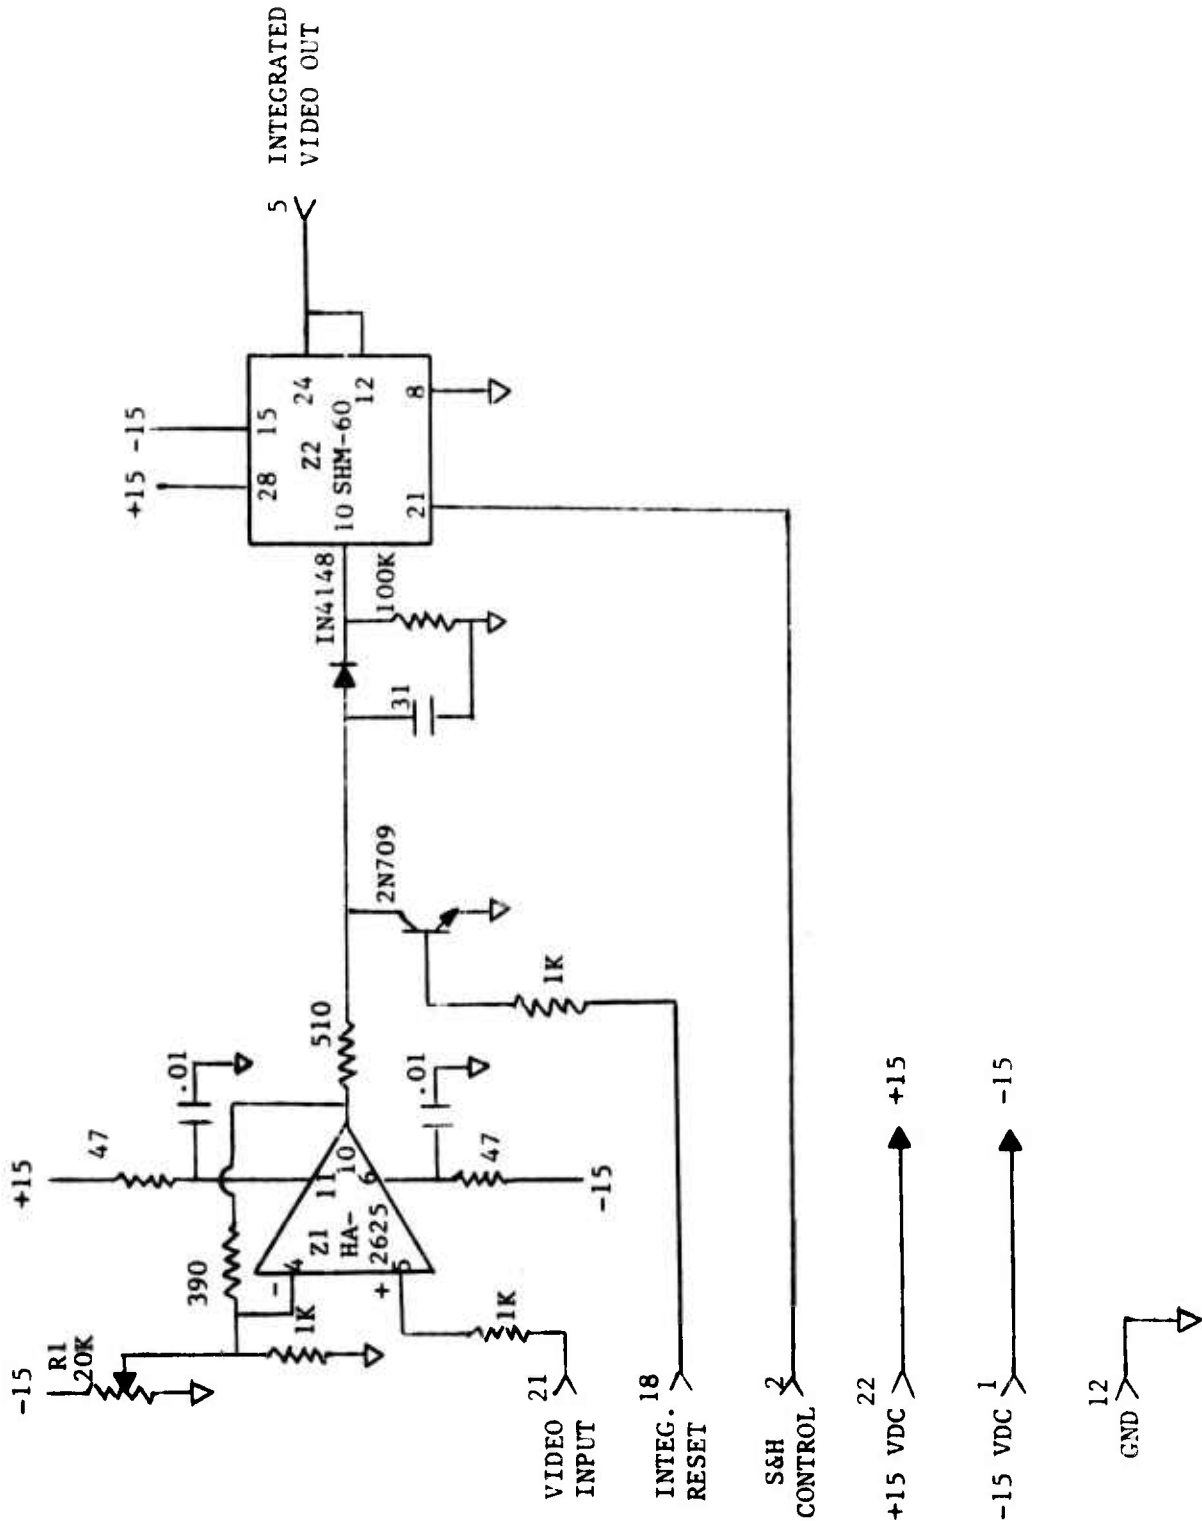 -15
R1
20K
390
1K
+15
47
.01
-
4
+
5
Z1
HA-
2625
11
10
6
510
.01
47
-15
1K
21
VIDEO
INPUT
18
INTEG.
RESET
1K
2N709
31
IN4148
100K
+15
-15
28
15
Z2
24
10 SHM-60
12
21
8
5
INTEGRATED
VIDEO OUT
2
S&H
CONTROL
22
+15 VDC
+15
1
-15 VDC
-15
12
GND